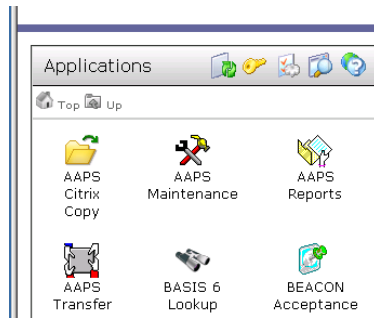 Applications
Top Up
AAPS AAPS AAPS
Citrix Maintenance Reports
Copy
AAPS BASIS 6 BEACON
Transfer Lookup Acceptance